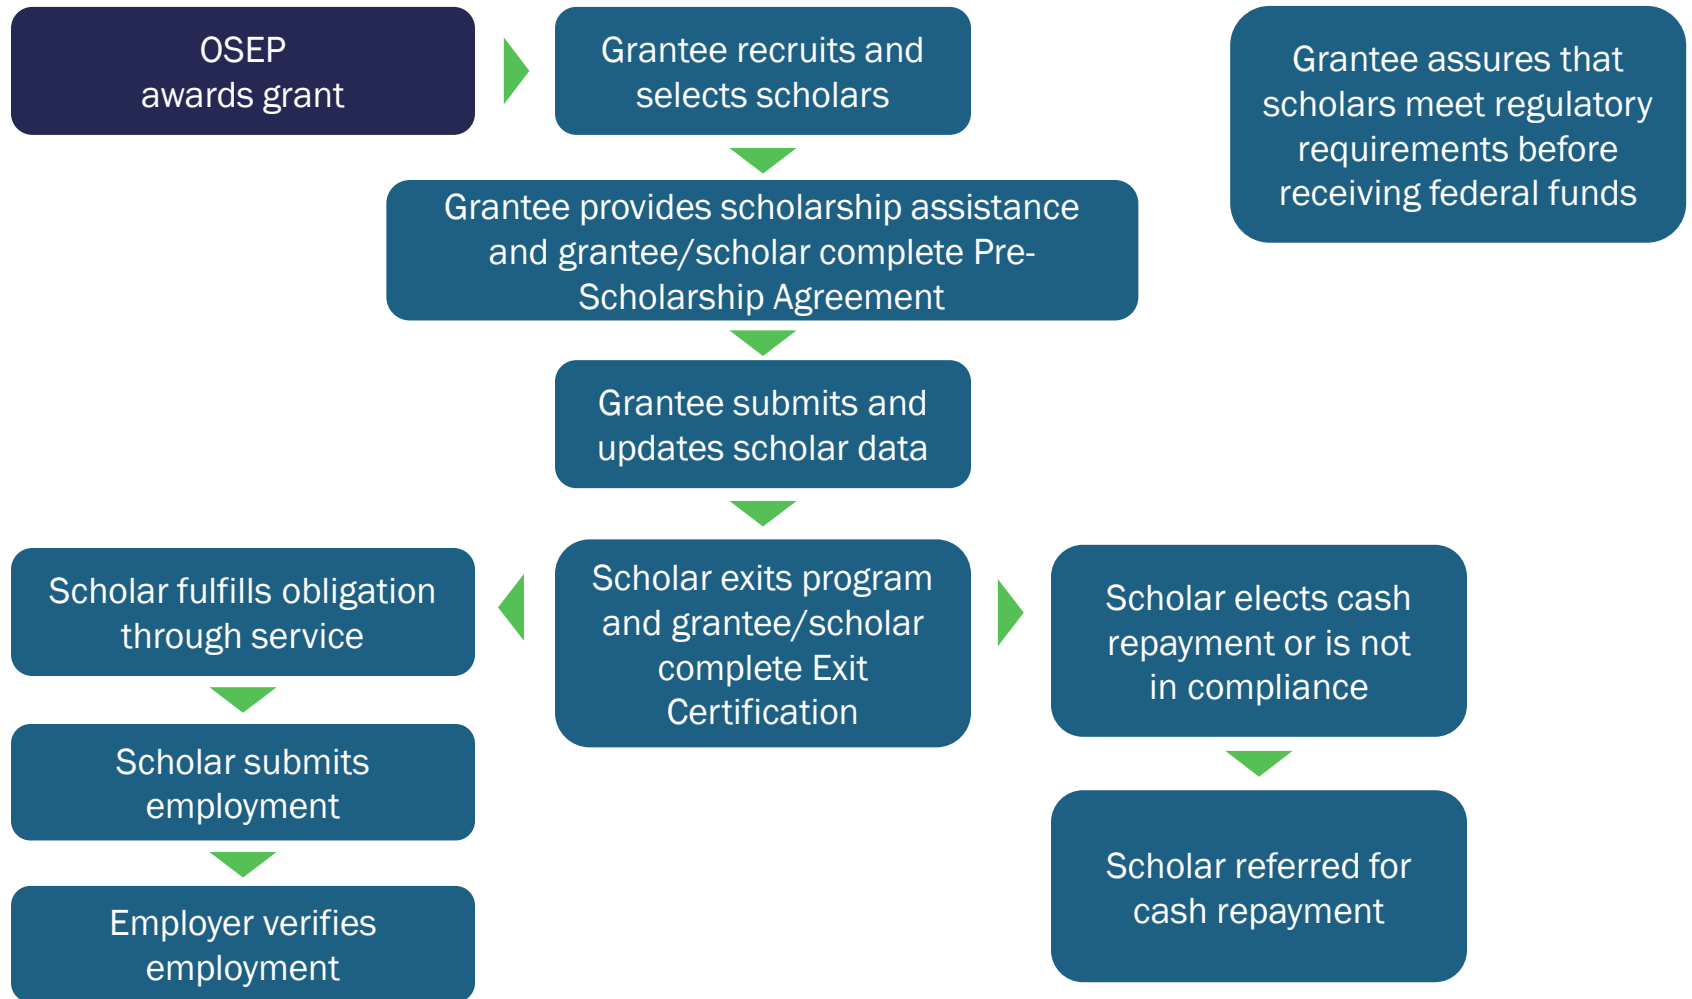 OSEP
awards grant
Grantee recruits and
selects scholars
Grantee assures that
scholars meet regulatory
requirements before
receiving federal funds
Grantee provides scholarship assistance
and grantee/scholar complete Pre-
Scholarship Agreement
Grantee submits and
updates scholar data
Scholar exits program
and grantee/scholar
complete Exit
Certification
Scholar fulfills obligation
through service
Scholar submits
employment
Employer verifies
employment
Scholar elects cash
repayment or is not
in compliance
Scholar referred for
cash repayment